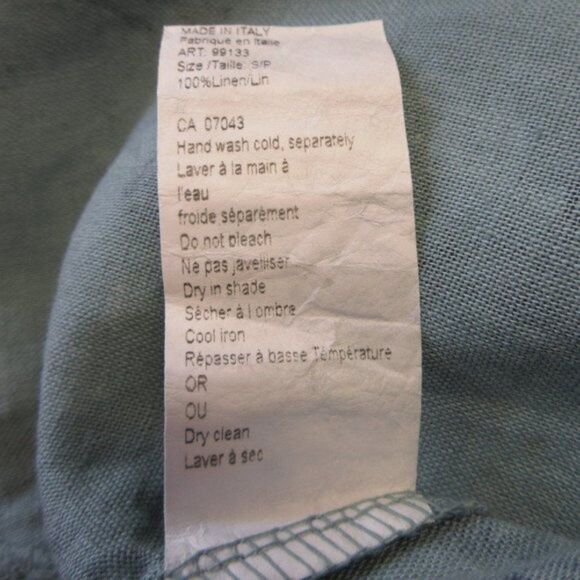 MADE IN ITALY
Fabriqué en Italie
ART: 99133
Size /Taille: S/P
100%Linen/Lin
CA 07043
Hand wash cold, separately
Laver à la main à
l'eau
froide séparément
Do not bleach
Ne pas javelliser
Dry in shade
Sécher à l ombre
Cool iron
Répasser à basse Température
OR
OU
Dry clean
Laver à sec